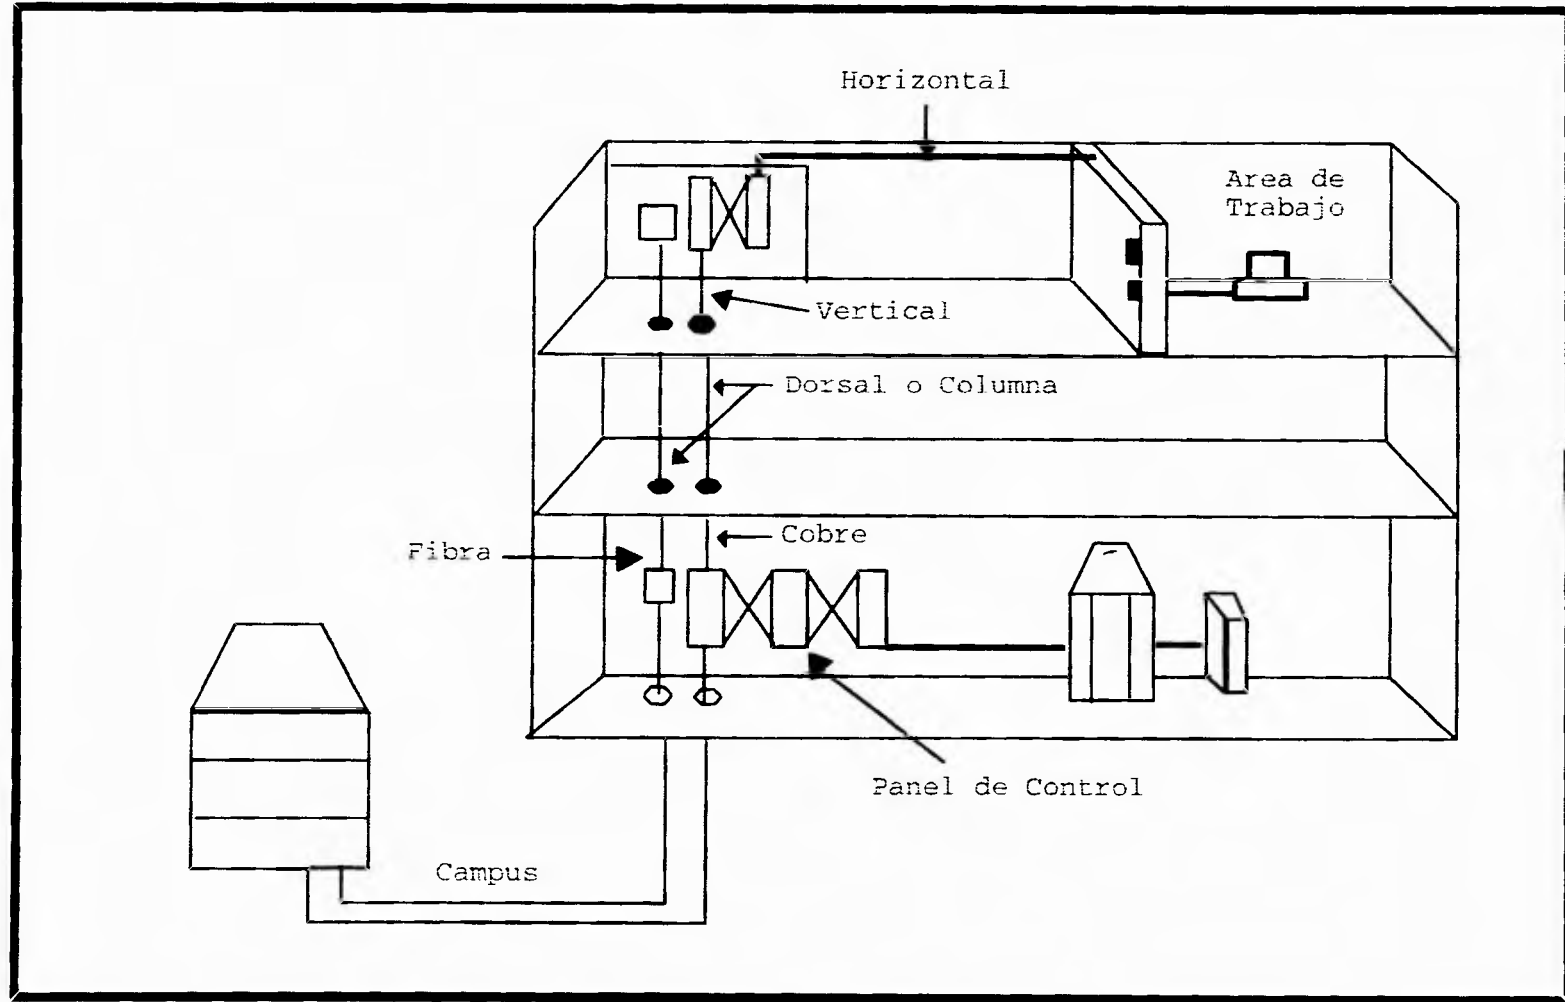 Horizontal
Area de
Trabajo
Vertical
Dorsal o Columna
Cobre
Fibra
Panel de Control
Campus